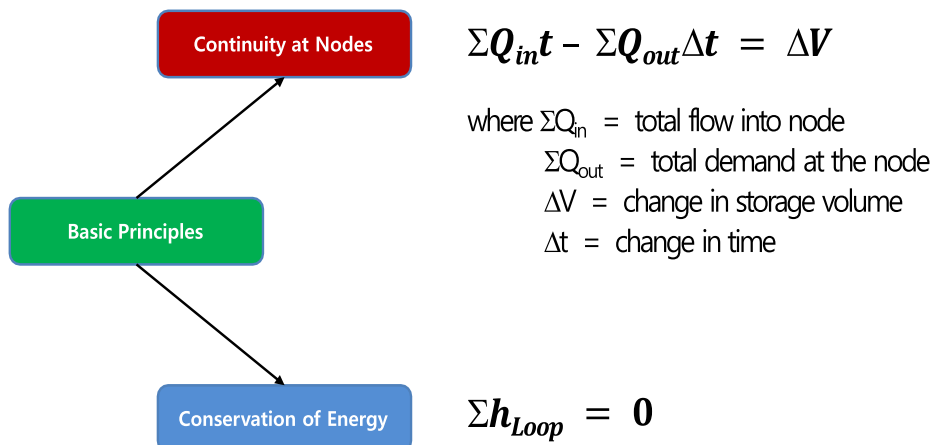 Continuity at Nodes
ΣQ_in t – ΣQ_out Δt = ΔV
where ΣQ_in = total flow into node
ΣQ_out = total demand at the node
ΔV = change in storage volume
Δt = change in time
Basic Principles
Conservation of Energy
Σh_Loop = 0